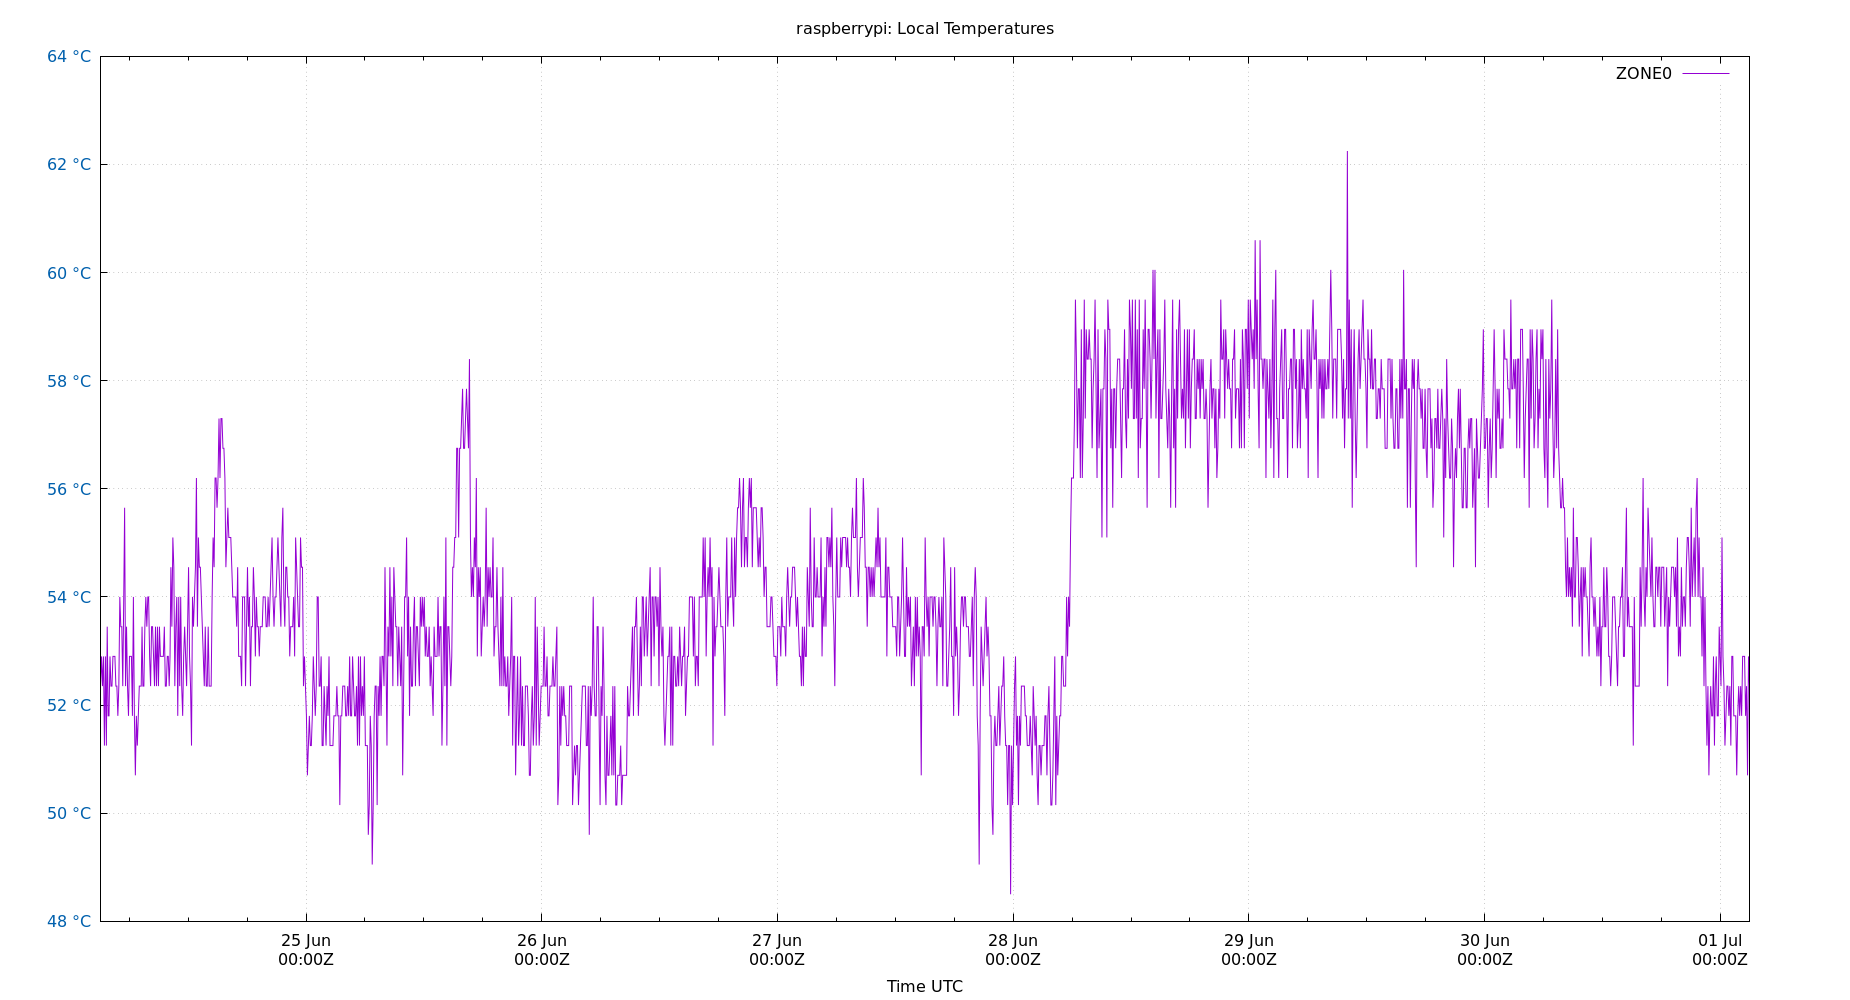 raspberrypi: Local Temperatures
64 °C
ZONE0
62 °C
60 °C
58 °C
56 °C
54 °C
52 °C
50 °C
48 °C
25 Jun 26 Jun 27 Jun 28 Jun 29 Jun 30 Jun 01 Jul
00:00Z 00:00Z 00:00Z 00:00Z 00:00Z 00:00Z 00:00Z
Time UTC